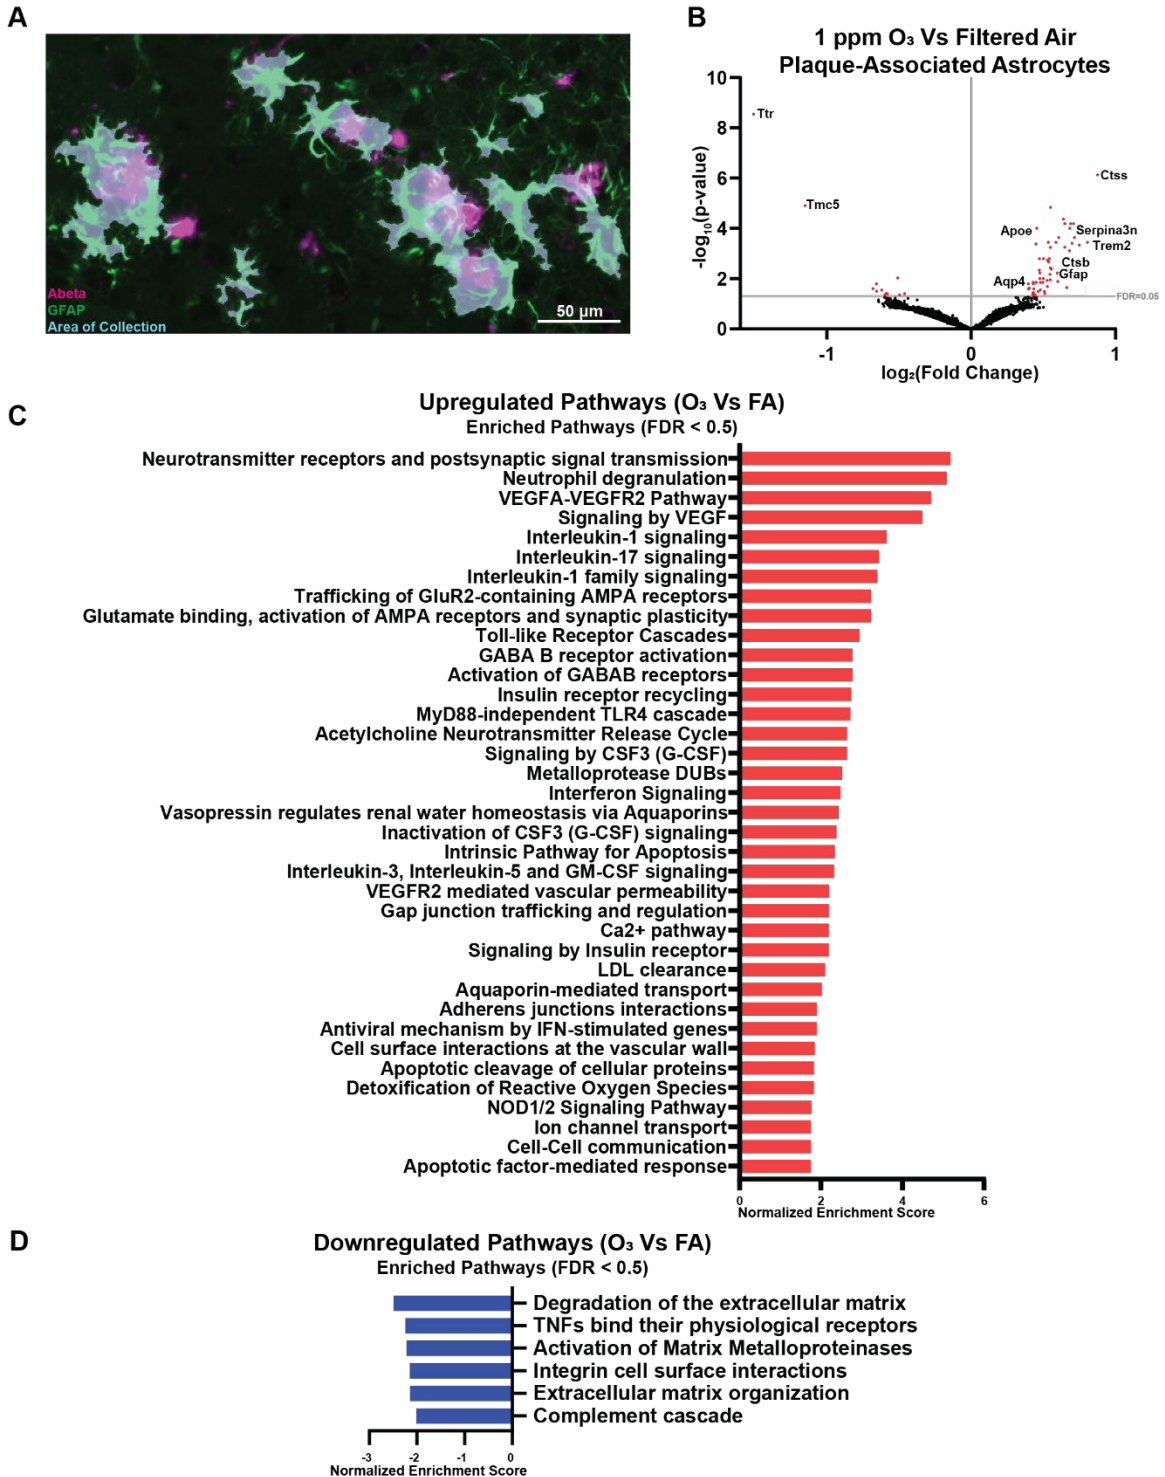 A
Abeta
GFAP
Area of Collection
50 µm
B
1 ppm O₃ Vs Filtered Air
Plaque-Associated Astrocytes
-log₁₀(p-value)
10
8
6
4
2
0
Ttr
Tmc5
Ctss
Apoe
Serpina3n
Trem2
Ctsb
Gfap
Aqp4
FDR=0.05
-1
0
1
log₂(Fold Change)
C
Upregulated Pathways (O₃ Vs FA)
Enriched Pathways (FDR < 0.5)
Neurotransmitter receptors and postsynaptic signal transmission
Neutrophil degranulation
VEGFA-VEGFR2 Pathway
Signaling by VEGF
Interleukin-1 signaling
Interleukin-17 signaling
Interleukin-1 family signaling
Trafficking of GluR2-containing AMPA receptors
Glutamate binding, activation of AMPA receptors and synaptic plasticity
Toll-like Receptor Cascades
GABA B receptor activation
Activation of GABAB receptors
Insulin receptor recycling
MyD88-independent TLR4 cascade
Acetylcholine Neurotransmitter Release Cycle
Signaling by CSF3 (G-CSF)
Metalloprotease DUBs
Interferon Signaling
Vasopressin regulates renal water homeostasis via Aquaporins
Inactivation of CSF3 (G-CSF) signaling
Intrinsic Pathway for Apoptosis
Interleukin-3, Interleukin-5 and GM-CSF signaling
VEGFR2 mediated vascular permeability
Gap junction trafficking and regulation
Ca2+ pathway
Signaling by Insulin receptor
LDL clearance
Aquaporin-mediated transport
Adherens junctions interactions
Antiviral mechanism by IFN-stimulated genes
Cell surface interactions at the vascular wall
Apoptotic cleavage of cellular proteins
Detoxification of Reactive Oxygen Species
NOD1/2 Signaling Pathway
Ion channel transport
Cell-Cell communication
Apoptotic factor-mediated response
0
2
4
6
Normalized Enrichment Score
D
Downregulated Pathways (O₃ Vs FA)
Enriched Pathways (FDR < 0.5)
Degradation of the extracellular matrix
TNFs bind their physiological receptors
Activation of Matrix Metalloproteinases
Integrin cell surface interactions
Extracellular matrix organization
Complement cascade
-3
-2
-1
0
Normalized Enrichment Score